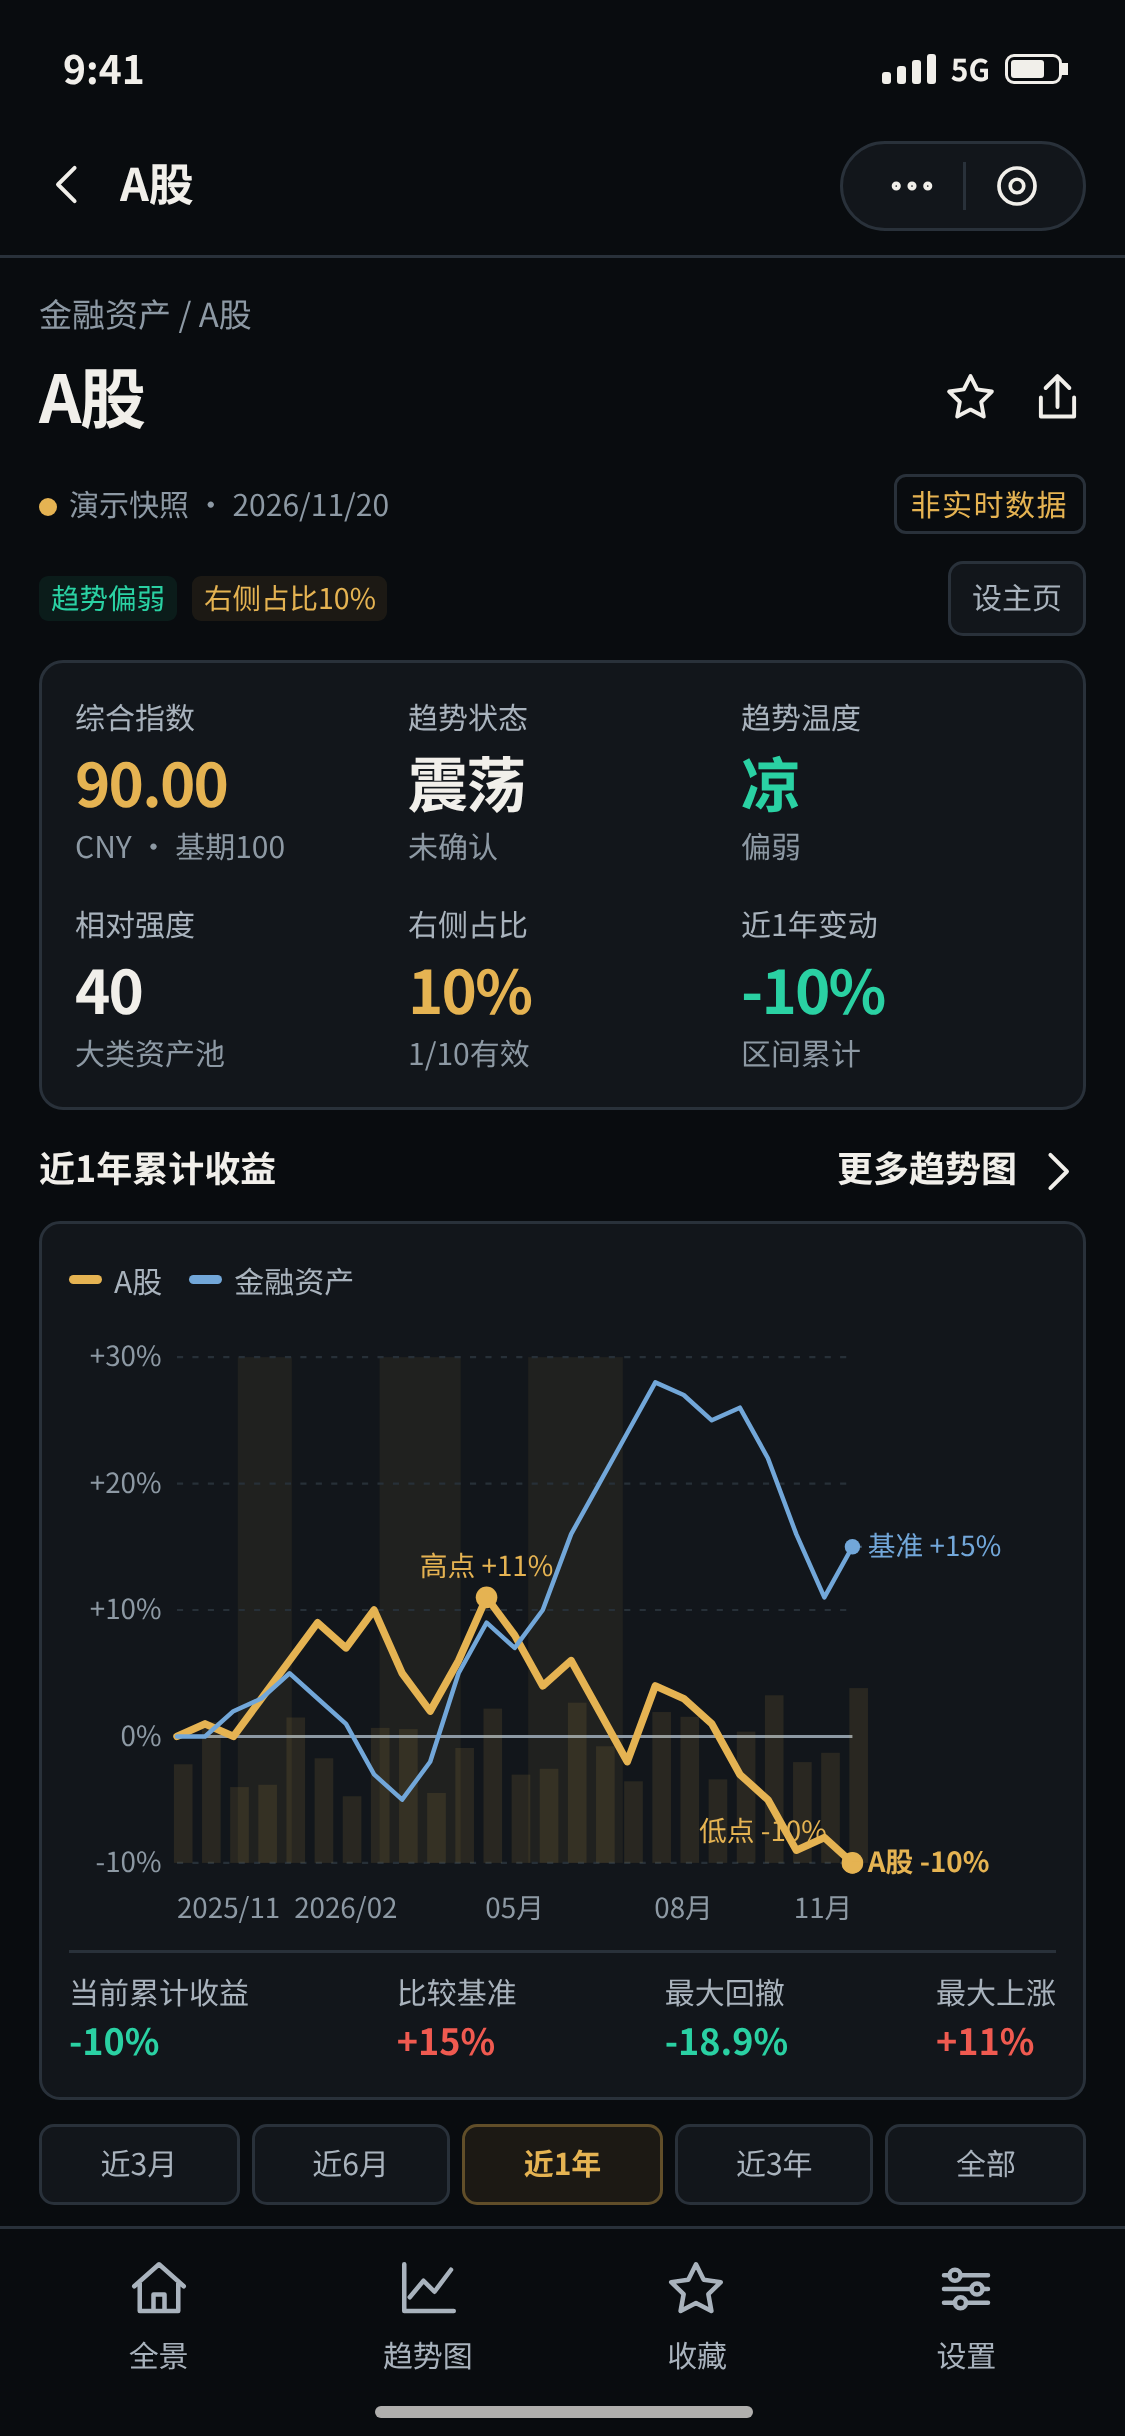 9:41 5G
A股
金融资产 / A股
A股
演示快照 · 2026/11/20 非实时数据
趋势偏弱 右侧占比10% 设主页
综合指数 趋势状态 趋势温度
90.00 震荡 凉
CNY · 基期100 未确认 偏弱
相对强度 右侧占比 近1年变动
40 10% -10%
大类资产池 1/10有效 区间累计
近1年累计收益 更多趋势图
A股 金融资产
+30%
+20%
基准 +15%
高点 +11%
+10%
0%
低点 -10%
-10% A股 -10%
2025/11 2026/02 05月 08月 11月
当前累计收益 比较基准 最大回撤 最大上涨
-10% +15% -18.9% +11%
近3月 近6月 近1年 近3年 全部
全景 趋势图 收藏 设置